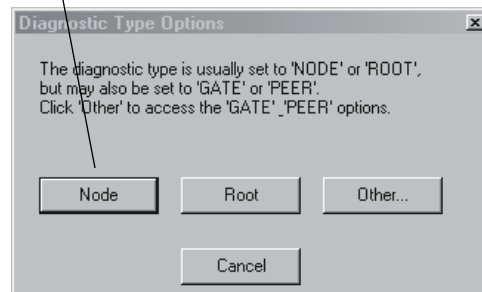 Diagnostic Type Options
The diagnostic type is usually set to 'NODE' or 'ROOT',
but may also be set to 'GATE' or 'PEER'.
Click 'Other' to access the 'GATE'_'PEER' options.
Node Root Other...
Cancel